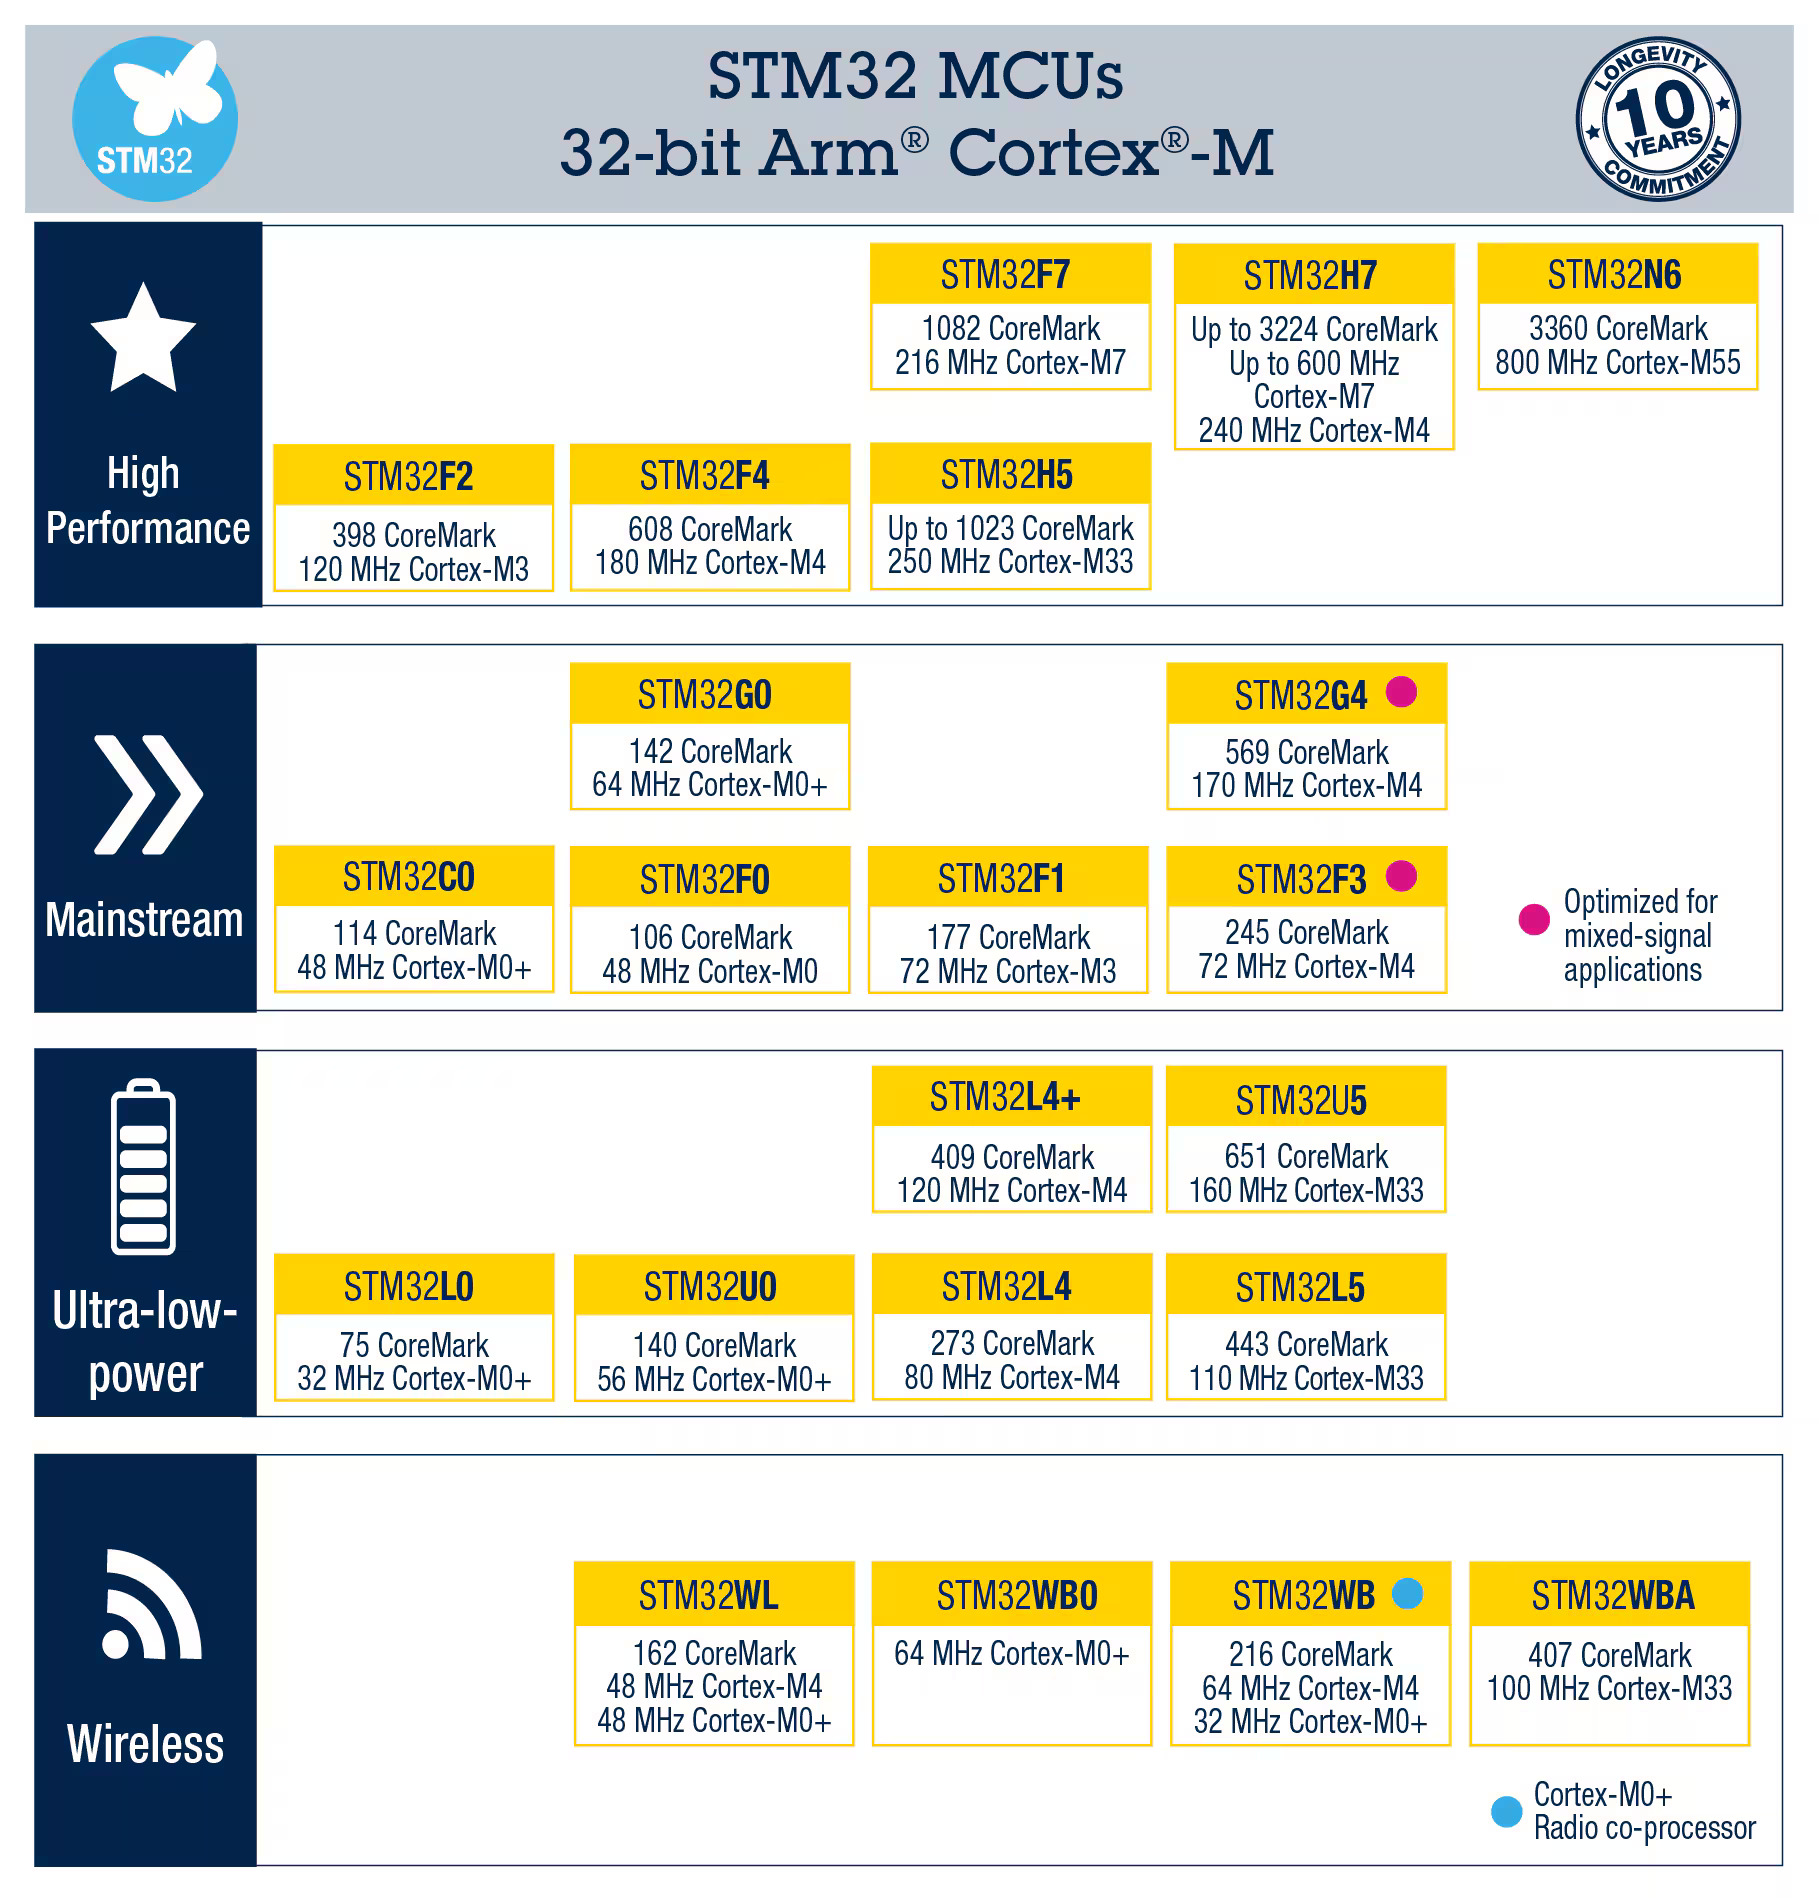 STM32
STM32 MCUs
32-bit Arm® Cortex®-M
LONGEVITY
10
YEARS
COMMITMENT
High
Performance
STM32F7
1082 CoreMark
216 MHz Cortex-M7
STM32H7
Up to 3224 CoreMark
Up to 600 MHz
Cortex-M7
240 MHz Cortex-M4
STM32N6
3360 CoreMark
800 MHz Cortex-M55
STM32F2
398 CoreMark
120 MHz Cortex-M3
STM32F4
608 CoreMark
180 MHz Cortex-M4
STM32H5
Up to 1023 CoreMark
250 MHz Cortex-M33
Mainstream
STM32G0
142 CoreMark
64 MHz Cortex-M0+
STM32G4
569 CoreMark
170 MHz Cortex-M4
STM32C0
114 CoreMark
48 MHz Cortex-M0+
STM32F0
106 CoreMark
48 MHz Cortex-M0
STM32F1
177 CoreMark
72 MHz Cortex-M3
STM32F3
245 CoreMark
72 MHz Cortex-M4
Optimized for
mixed-signal
applications
Ultra-low-
power
STM32L4+
409 CoreMark
120 MHz Cortex-M4
STM32U5
651 CoreMark
160 MHz Cortex-M33
STM32L0
75 CoreMark
32 MHz Cortex-M0+
STM32U0
140 CoreMark
56 MHz Cortex-M0+
STM32L4
273 CoreMark
80 MHz Cortex-M4
STM32L5
443 CoreMark
110 MHz Cortex-M33
Wireless
STM32WL
162 CoreMark
48 MHz Cortex-M4
48 MHz Cortex-M0+
STM32WB0
64 MHz Cortex-M0+
STM32WB
216 CoreMark
64 MHz Cortex-M4
32 MHz Cortex-M0+
STM32WBA
407 CoreMark
100 MHz Cortex-M33
Cortex-M0+
Radio co-processor